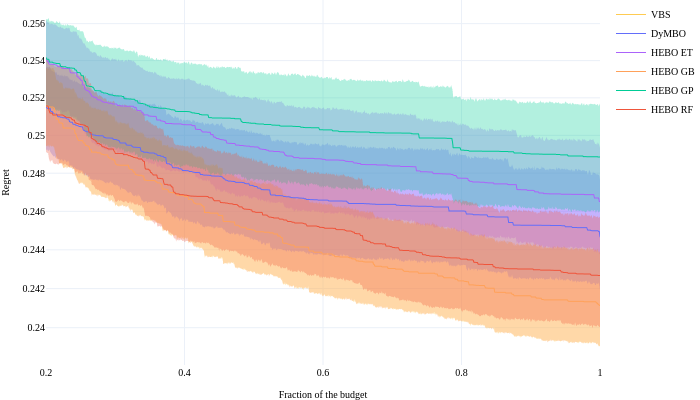 0.256
0.254
0.252
0.25
0.248
0.246
0.244
0.242
0.24
Regret
0.2 0.4 0.6 0.8 1
Fraction of the budget
VBS
DyMBO
HEBO ET
HEBO GB
HEBO GP
HEBO RF